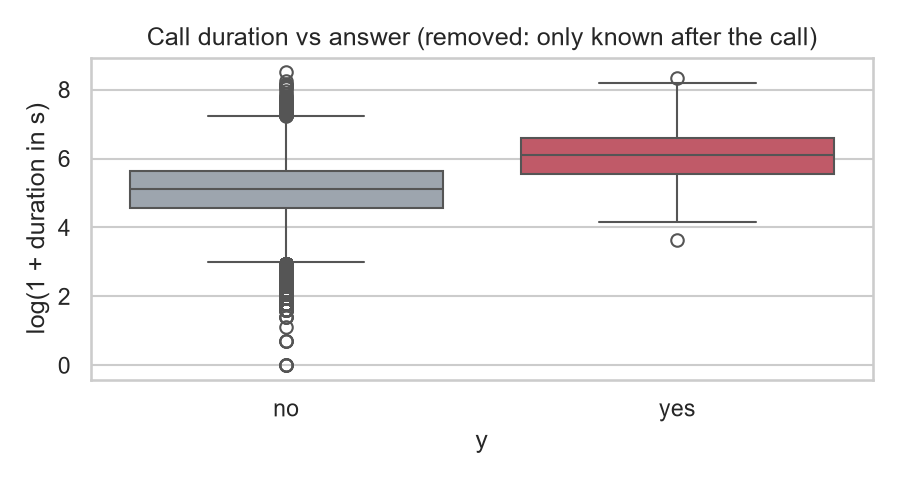 Call duration vs answer (removed: only known after the call)
log(1 + duration in s)
8
6
4
2
0
no
yes
y